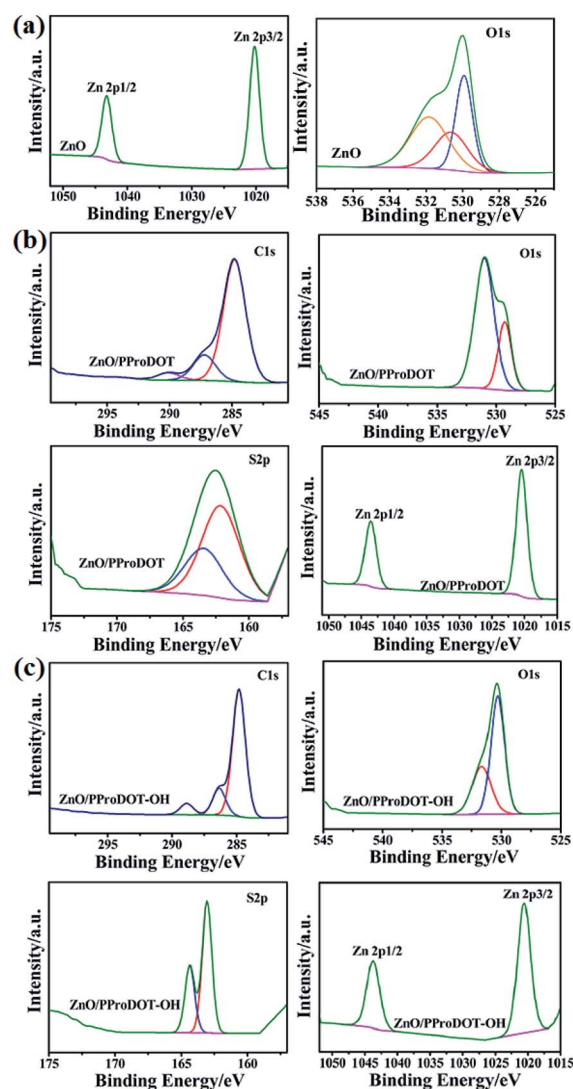 (a)
Zn 2p3/2
Zn 2p1/2
ZnO
Intensity/a.u.
1050 1040 1030 1020
Binding Energy/eV
O1s
ZnO
Intensity/a.u.
538 536 534 532 530 528 526
Binding Energy/eV
(b)
C1s
ZnO/PProDOT
Intensity/a.u.
295 290 285
Binding Energy/eV
O1s
ZnO/PProDOT
Intensity/a.u.
545 540 535 530 525
Binding Energy/eV
S2p
ZnO/PProDOT
Intensity/a.u.
175 170 165 160
Binding Energy/eV
Zn 2p3/2
Zn 2p1/2
ZnO/PProDOT
Intensity/a.u.
1050 1045 1040 1035 1030 1025 1020 1015
Binding Energy/eV
(c)
C1s
ZnO/PProDOT-OH
Intensity/a.u.
295 290 285
Binding Energy/eV
O1s
ZnO/PProDOT-OH
Intensity/a.u.
545 540 535 530 525
Binding Energy/eV
S2p
ZnO/PProDOT-OH
Intensity/a.u.
175 170 165 160
Binding Energy/eV
Zn 2p3/2
Zn 2p1/2
ZnO/PProDOT-OH
Intensity/a.u.
1050 1045 1040 1035 1030 1025 1020 1015
Binding Energy/eV